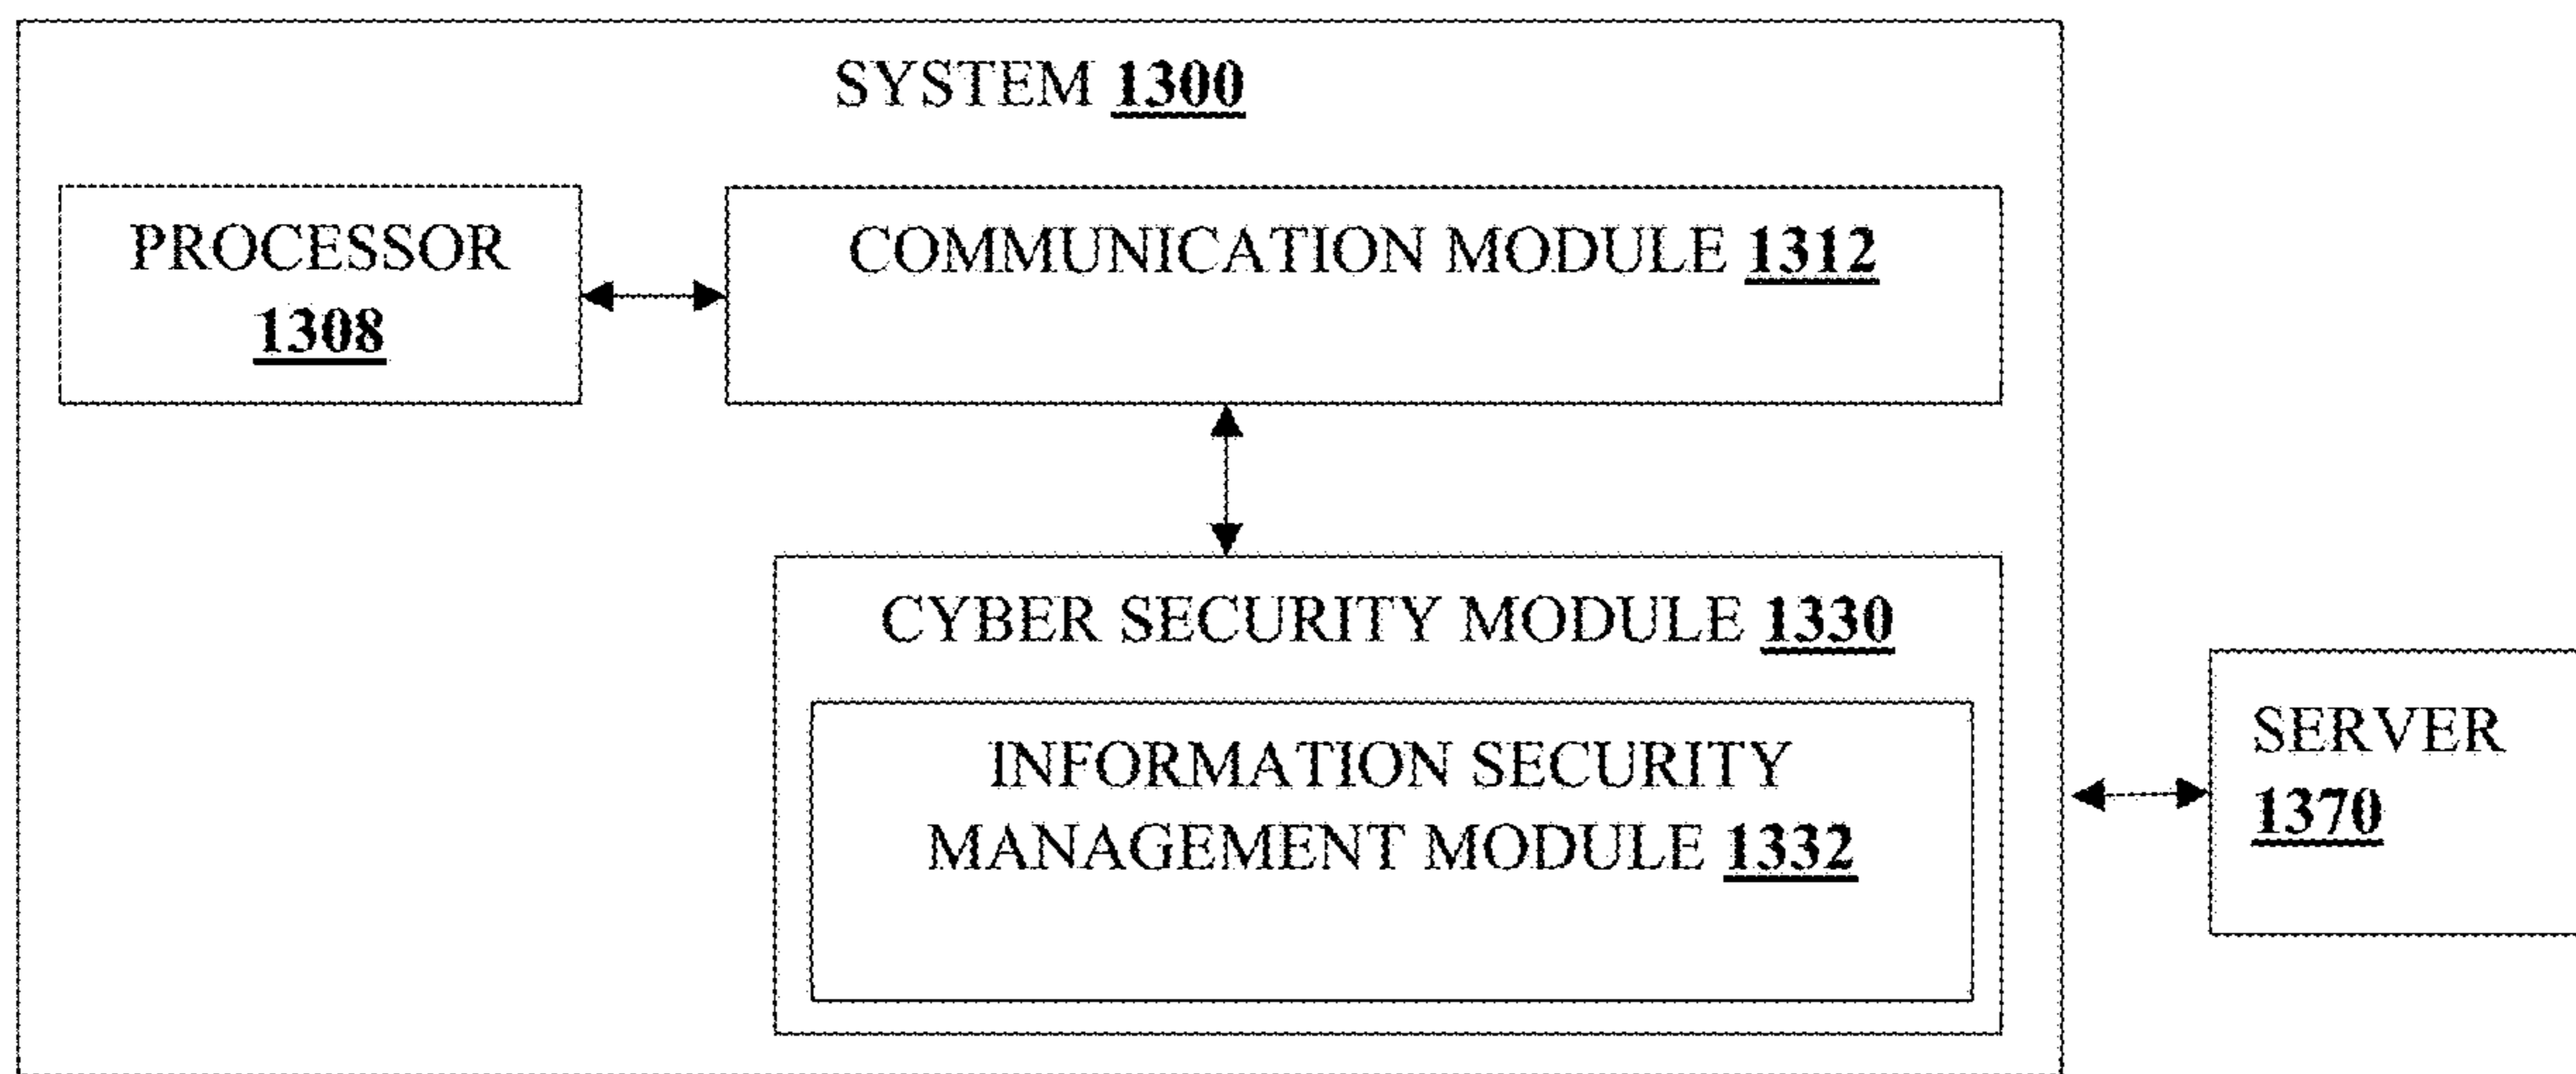 SYSTEM 1300
PROCESSOR
1308
COMMUNICATION MODULE 1312
CYBER SECURITY MODULE 1330
INFORMATION SECURITY
MANAGEMENT MODULE 1332
SERVER
1370